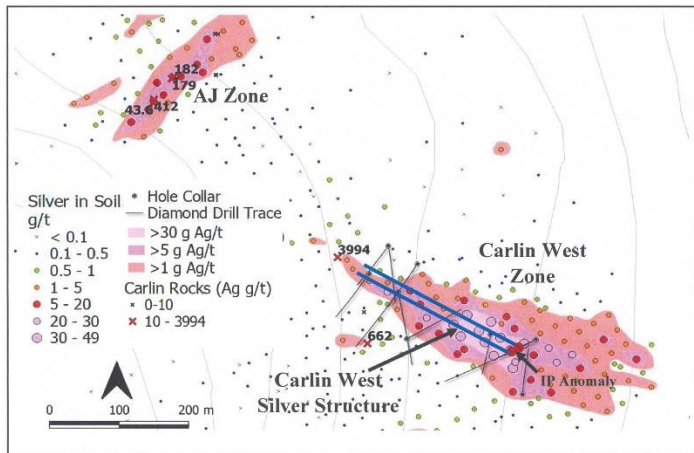 182
179
412
43.6
AJ Zone
Silver in Soil
g/t
< 0.1
0.1 - 0.5
0.5 - 1
1 - 5
5 - 20
20 - 30
30 - 49
Hole Collar
Diamond Drill Trace
>30 g Ag/t
>5 g Ag/t
>1 g Ag/t
Carlin Rocks (Ag g/t)
0-10
10 - 3994
3994
662
Carlin West
Zone
Carlin West
Silver Structure
IP Anomaly
0 100 200 m